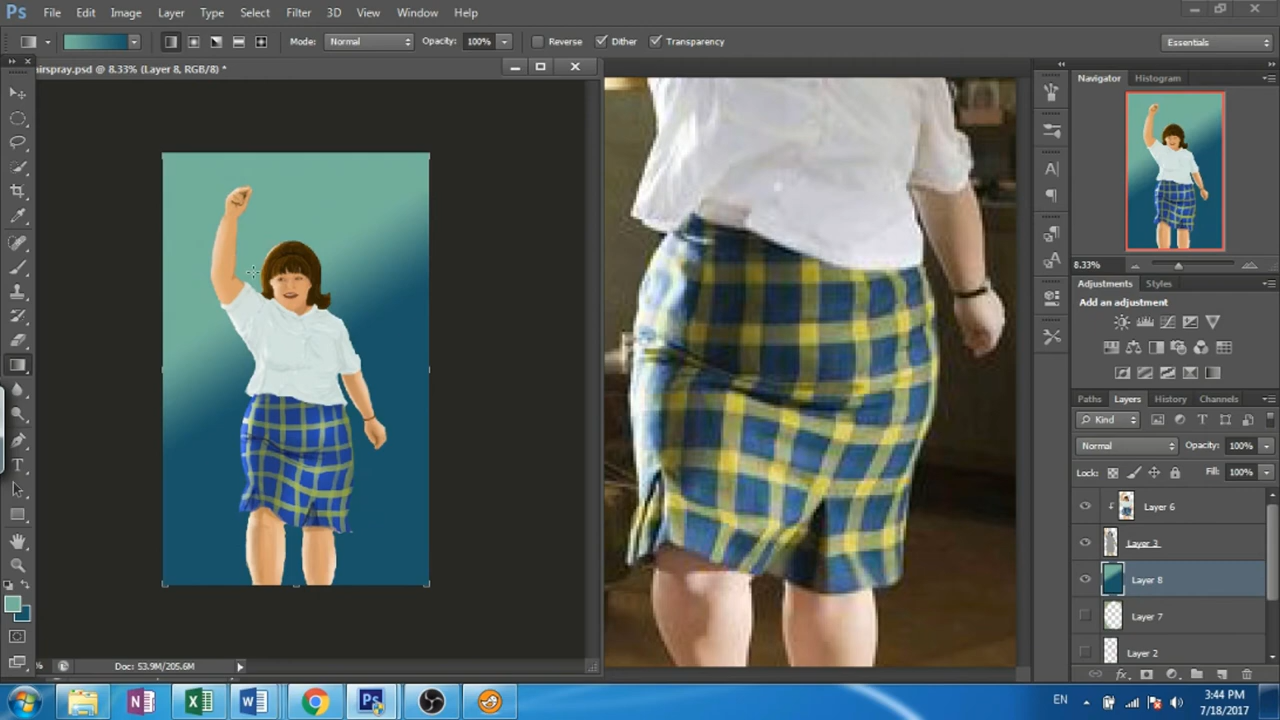 Ps File Edit Image Layer Type Select Filter 3D View Window Help
Mode: Normal Opacity: 100% Reverse Dither Transparency Essentials
airspray.psd @ 8.33% (Layer 8, RGB/8) *
Navigator Histogram
8.33%
Adjustments Styles
Add an adjustment
Paths Layers History Channels
Kind
Normal Opacity: 100%
Lock: Fill: 100%
Layer 6
Layer 3
Layer 8
Layer 7
Layer 2
% Doc: 53.9M/205.6M
EN 3:44 PM
7/18/2017